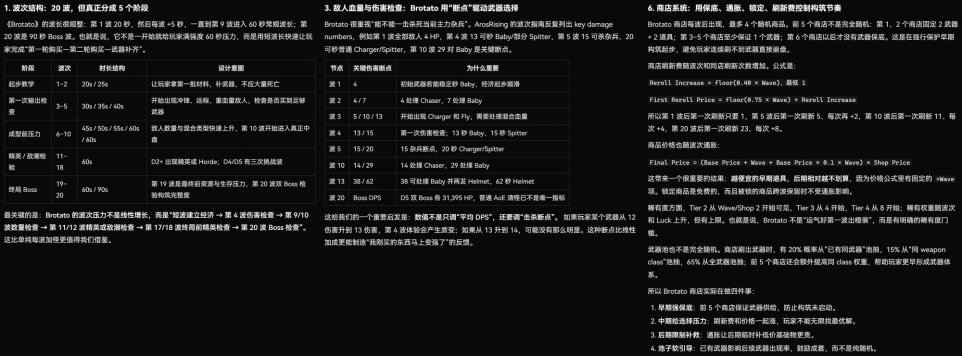 1. 波次结构：20 波，但真正分成 5 个阶段
《Brotato》的波长很规整：第 1 波 20 秒，然后每波 +5 秒，一直到第 9 波进入 60 秒常规波长；第
20 波是 90 秒 Boss 波。也就是说，它不是一开始就给玩家满强度 60 秒压力，而是用短波长快速让玩
家完成“第一轮购买—第二轮购买—武器补齐”。
阶段 波次 时长结构 设计意图
起步教学 1–2 20s / 25s 让玩家拿第一批材料、补武器，不应大量死亡
第一次输出检查 3–5 30s / 35s / 40s 开始出现冲锋、远程、重血量敌人，检查是否买到足够武器
成型前压力 6–10 45s / 50s / 55s / 60s / 60s 敌人数量与混合类型快速上升，第 10 波开始进入真正中盘
精英 / 敌潮检验 11–18 60s D2+ 出现精英或 Horde；D4/D5 有三次挑战波
终局 Boss 19–20 60s / 90s 第 19 波是最终前资源与生存压力，第 20 波双 Boss 检验构筑完整度
最关键的是：Brotato 的波次压力不是线性增长，而是“短波建立经济 → 第 4 波伤害检查 → 第 9/10
波数量检查 → 第 11/12 波精英或敌潮检查 → 第 17/18 波终局前精英检查 → 第 20 波 Boss 检查”。
这比单纯每波加怪更值得我们借鉴。
3. 敌人血量与伤害检查：Brotato 用“断点”驱动武器选择
Brotato 很重视“能不能一击杀死当前主力杂兵”。ArosRising 的波次指南反复列出 key damage
numbers，例如第 1 波全部敌人 4 HP，第 4 波 13 可秒 Baby/部分 Spitter，第 5 波 15 可杀杂兵、20
可秒普通 Charger/Spitter，第 10 波 29 对 Baby 是关键断点。
节点 关键伤害断点 为什么重要
波 1 4 初始武器若能稳定秒 Baby，经济起步顺滑
波 2 4 / 7 4 处理 Chaser，7 处理 Baby
波 3 5 / 10 / 13 开始出现 Charger 和 Fly，需要处理混合血量
波 4 13 / 15 第一次伤害检查：13 秒 Baby，15 秒 Spitter
波 5 15 / 20 15 杂兵断点，20 秒 Charger/Spitter
波 10 14 / 29 14 处理 Chaser，29 处理 Baby
波 13 38 / 62 38 可处理 Baby 并两发 Helmet，62 秒 Helmet
波 20 Boss DPS D5 双 Boss 各 31,395 HP，普通 AoE 清怪已不是唯一指标
这给我们的一个重要启发是：数值不是只调“平均 DPS”，还要调“击杀断点”。如果玩家某个武器从 12
伤害升到 13 伤害，第 4 波体验会产生质变；如果从 13 升到 14，可能没有那么明显。这种断点比线性
加成更能制造“我刚买的东西马上变强了”的反馈。
6. 商店系统：用保底、通胀、锁定、刷新费控制构筑节奏
Brotato 商店每波后出现，最多 4 个随机商品。前 5 个商店不是完全随机：第 1、2 个商店固定 2 武器
+ 2 道具；第 3–5 个商店至少保证 1 个武器；第 6 个商店以后才没有武器保底。这是在强行保护早期
构筑起步，避免玩家连续刷不到武器直接崩盘。
商店刷新费随波次和同店刷新次数增加。公式是：
Reroll Increase = floor(0.40 × Wave)，最低 1
First Reroll Price = floor(0.75 × Wave) + Reroll Increase
所以第 1 波后第一次刷新只要 1，第 5 波后第一次刷新 5、每次再 +2，第 10 波后第一次刷新 11、每
次 +4，第 20 波后第一次刷新 23、每次 +8。
商品价格也随波次通胀：
Final Price = (Base Price + Wave + Base Price × 0.1 × Wave) × Shop Price
这带来一个很重要的结果：越便宜的早期道具，后期相对越不划算，因为价格公式里有固定的 +Wave
项。锁定商品是免费的，而且被锁的商品跨波保留时不受通胀影响。
稀有度方面，Tier 2 从 Wave/Shop 2 开始可见，Tier 3 从 4 开始，Tier 4 从 8 开始；稀有权重随波次
和 Luck 上升，但有上限。也就是说，Brotato 不是“运气好第一波出橙装”，而是有明确的稀有度门
槛。
武器池也不是完全随机。商店刷出武器时，有 20% 概率从“已有同武器”池抽，15% 从“同 weapon
class”池抽，65% 从全武器池抽；前 5 个商店还会额外提高同 class 权重，帮助玩家更早形成武器体
系。
所以 Brotato 商店实际在做四件事：
1. 早期强保底：前 5 个商店保证武器供给，防止构筑未启动。
2. 中期给选择压力：刷新费和价格一起涨，玩家不能无限找最优解。
3. 后期限制补救：通胀让后期临时补低价基础物更贵。
4. 池子软引导：已有武器影响后续武器出现率，鼓励成套，而不是纯随机。